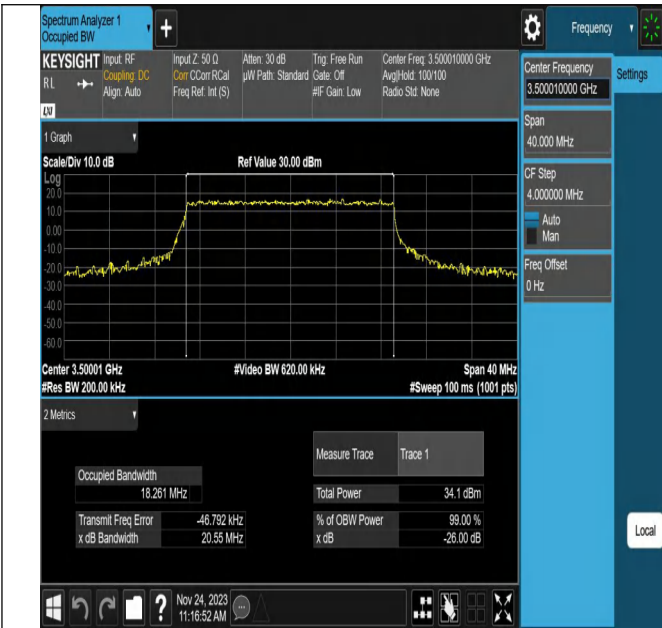 Spectrum Analyzer 1
Occupied BW
+
Frequency
KEYSIGHT
RL
LXI
Input: RF
Coupling: DC
Align: Auto
Input Z: 50 Ω
Corr CCorr RCal
Freq Ref: Int (S)
Atten: 30 dB
µW Path: Standard
Trig: Free Run
Gate: Off
#IF Gain: Low
Center Freq: 3.500010000 GHz
Avg|Hold: 100/100
Radio Std: None
Center Frequency
3.500010000 GHz
Settings
Span
40.000 MHz
CF Step
4.000000 MHz
Auto
Man
Freq Offset
0 Hz
1 Graph
Scale/Div 10.0 dB
Ref Value 30.00 dBm
Log
20.0
10.0
0.00
-10.0
-20.0
-30.0
-40.0
-50.0
-60.0
Center 3.50001 GHz
#Video BW 620.00 kHz
Span 40 MHz
#Res BW 200.00 kHz
#Sweep 100 ms (1001 pts)
2 Metrics
Measure Trace
Trace 1
Occupied Bandwidth
18.261 MHz
Total Power
34.1 dBm
Transmit Freq Error
-46.792 kHz
% of OBW Power
99.00 %
x dB Bandwidth
20.55 MHz
x dB
-26.00 dB
Local
?
Nov 24, 2023
11:16:52 AM